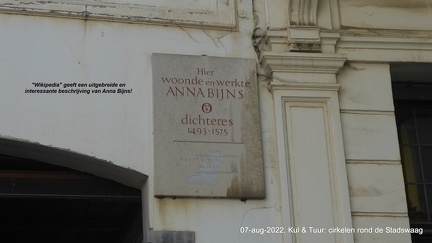 "Wikipedia" geeft een uitgebreide en
interessante beschrijving van Anna Bijns!
Hier
woonde en werkte
ANNA BIJNS
dichteres
1493-1575
07-aug-2022. Kul & Tuur: cirkelen rond de Stadswaag